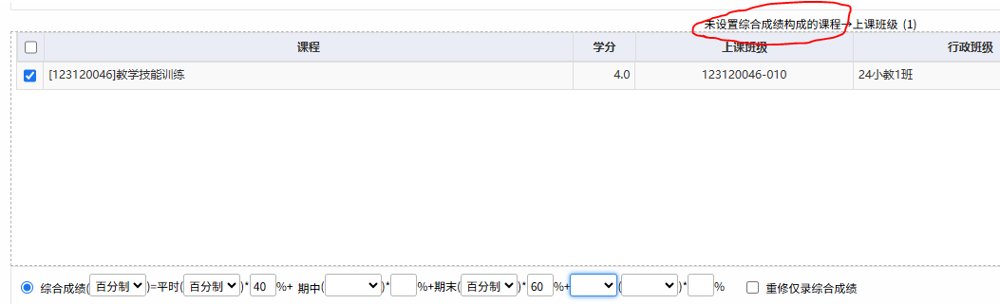 未设置综合成绩构成的课程→上课班级 (1)
课程 学分 上课班级 行政班级
[123120046]教学技能训练 4.0 123120046-010 24小教1班
综合成绩(百分制)=平时(百分制)*40%+ 期中( )* %+期末(百分制)*60%+ ( )* % 重修仅录综合成绩